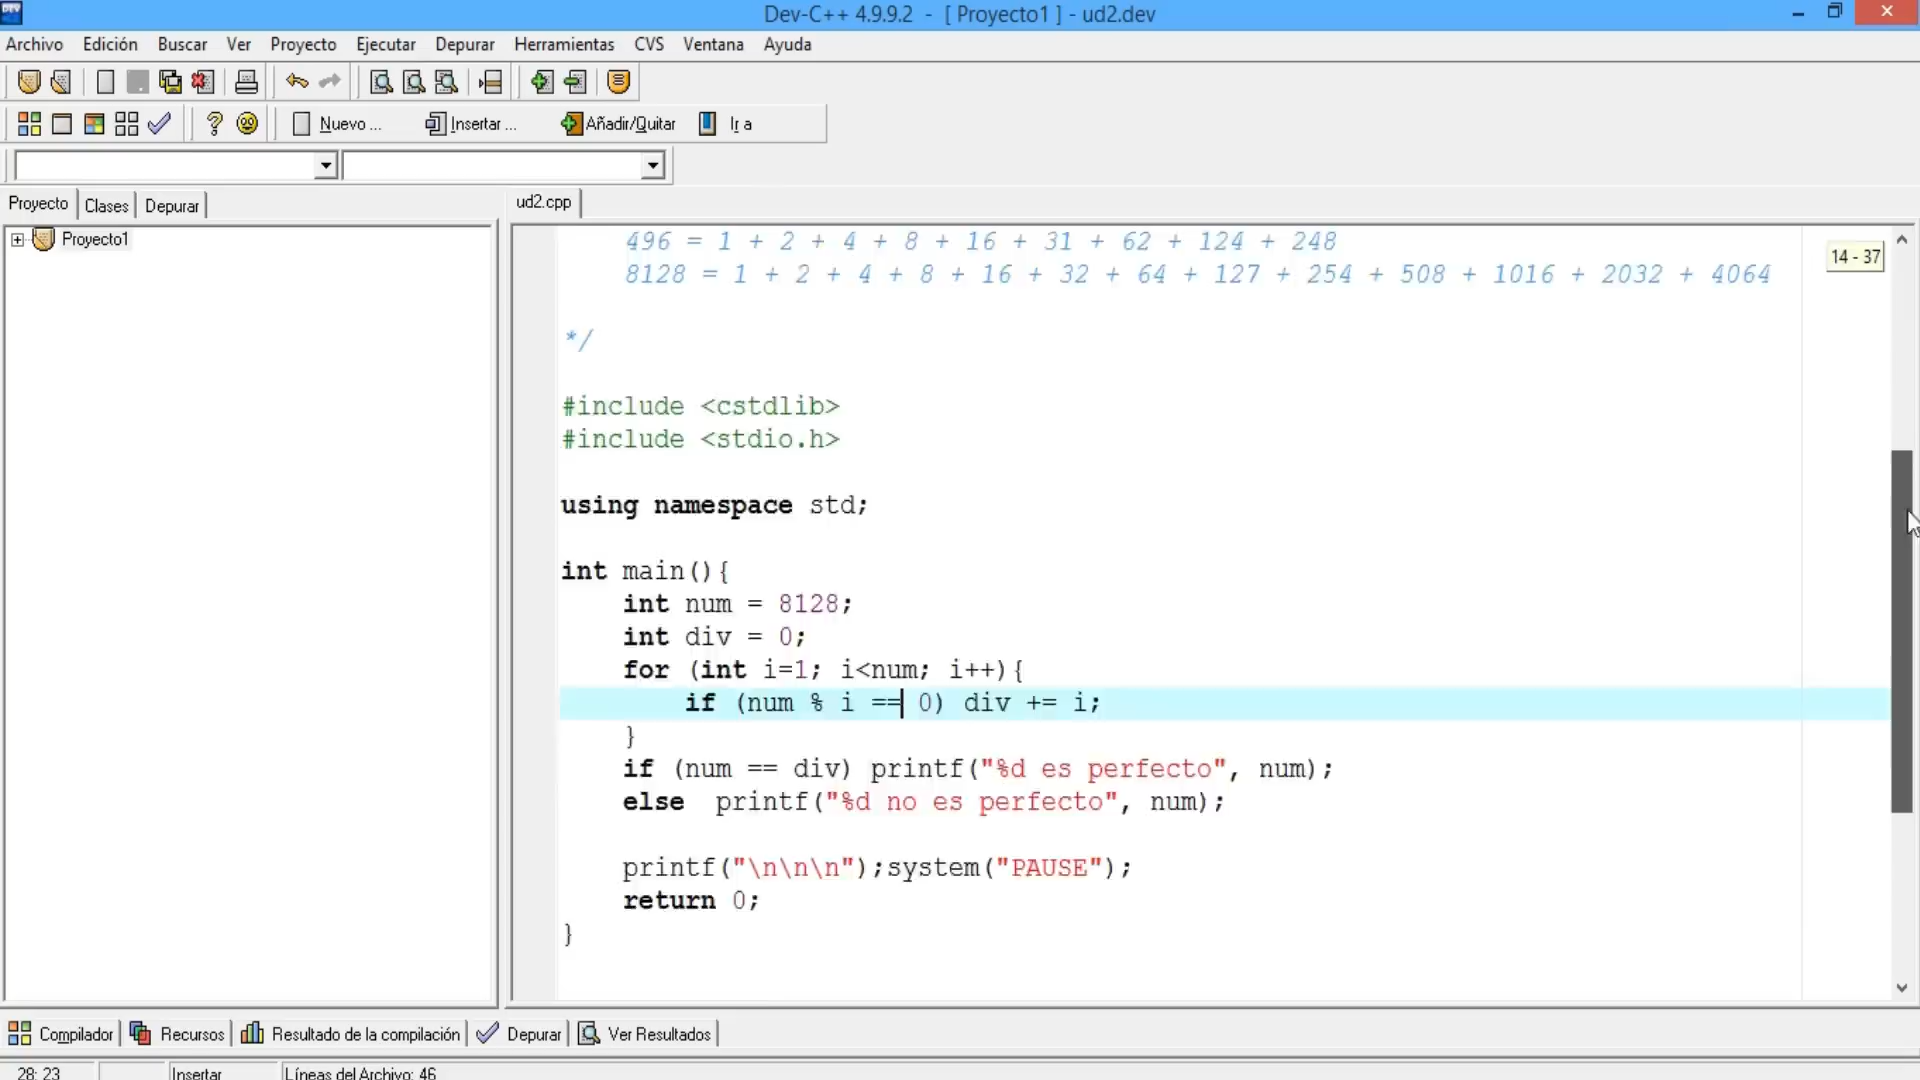 Dev-C++ 4.9.9.2 - [ Proyecto1 ] - ud2.dev
Archivo Edición Buscar Ver Proyecto Ejecutar Depurar Herramientas CVS Ventana Ayuda
Nuevo ... Insertar ... Añadir/Quitar Ir a
Proyecto Clases Depurar
ud2.cpp
Proyecto1
14 - 37
496 = 1 + 2 + 4 + 8 + 16 + 31 + 62 + 124 + 248
8128 = 1 + 2 + 4 + 8 + 16 + 32 + 64 + 127 + 254 + 508 + 1016 + 2032 + 4064
*/
#include <cstdlib>
#include <stdio.h>
using namespace std;
int main(){
int num = 8128;
int div = 0;
for (int i=1; i<num; i++){
if (num % i == 0) div += i;
}
if (num == div) printf("%d es perfecto", num);
else  printf("%d no es perfecto", num);
printf("\n\n\n");system("PAUSE");
return 0;
}
Compilador Recursos Resultado de la compilación Depurar Ver Resultados
28: 23 Insertar Líneas del Archivo: 46